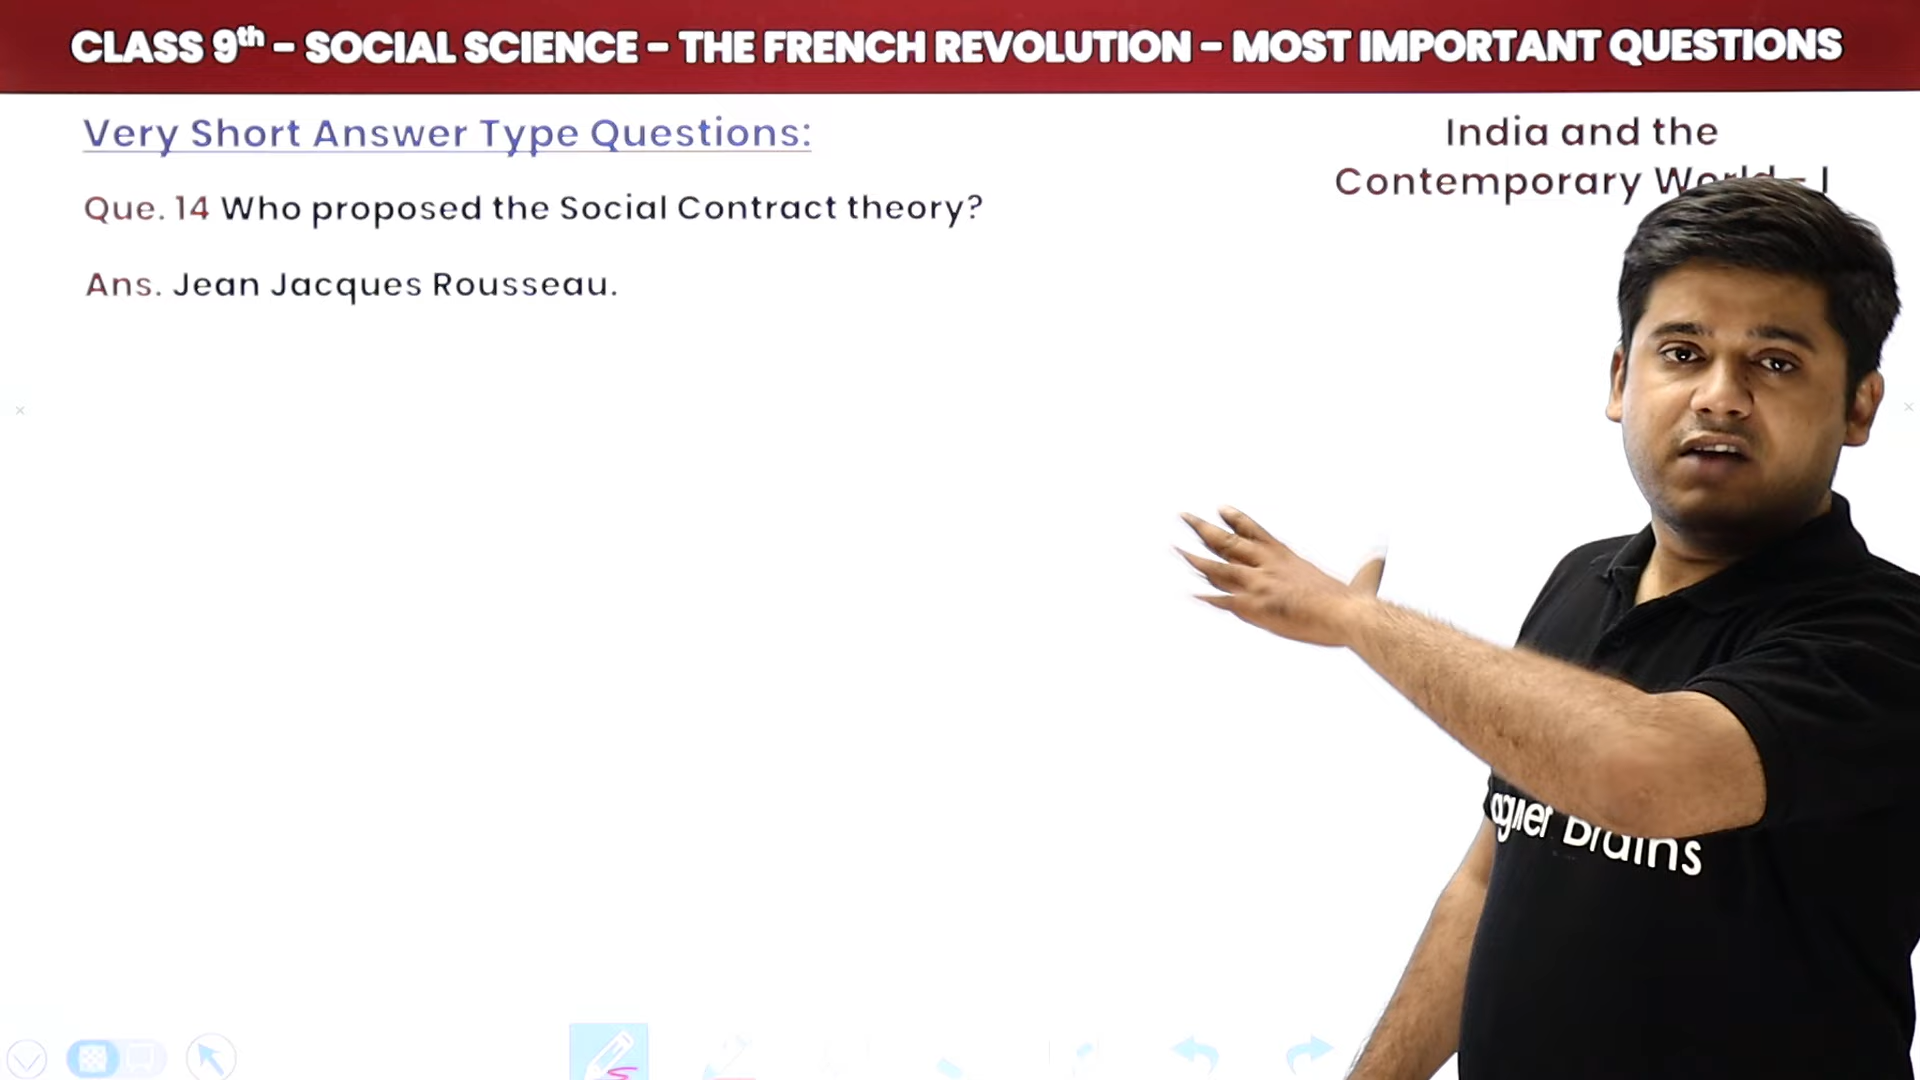 CLASS 9th - SOCIAL SCIENCE - THE FRENCH REVOLUTION - MOST IMPORTANT QUESTIONS
Very Short Answer Type Questions:
India and the
Contemporary World - I
Que. 14 Who proposed the Social Contract theory?
Ans. Jean Jacques Rousseau.
Brains